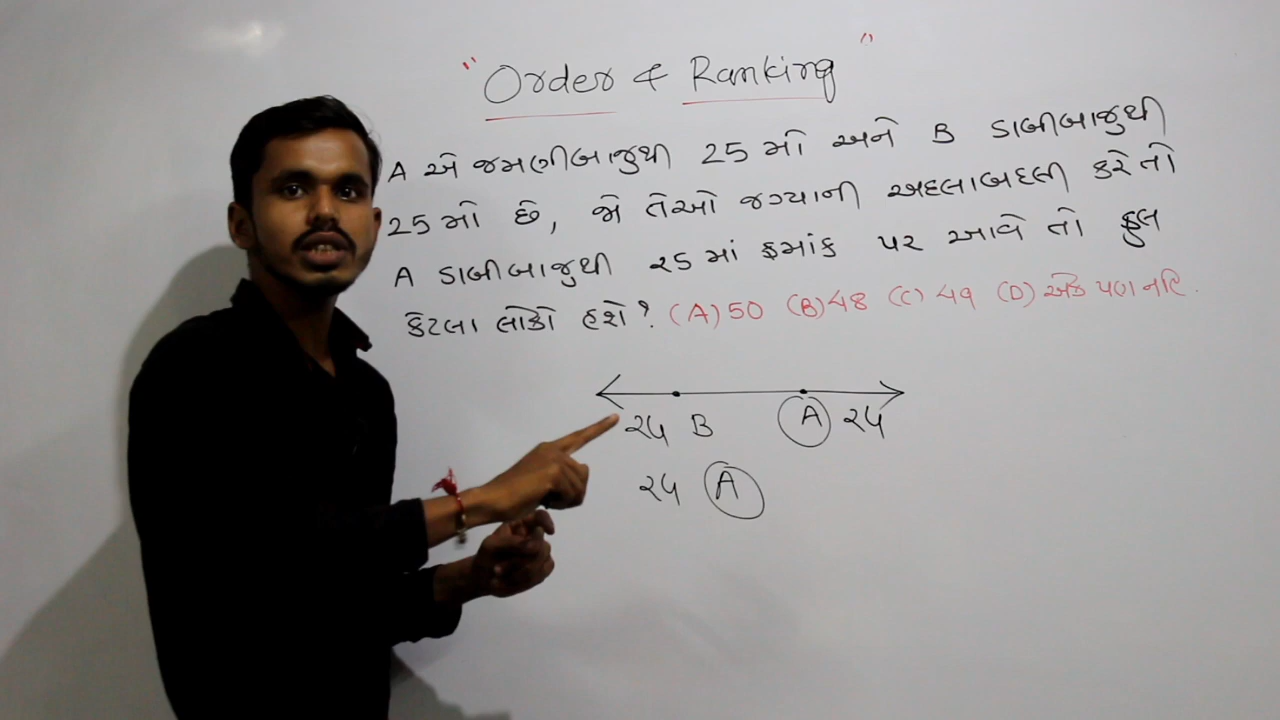 " Order & Ranking "
A એ જમણીબાજુથી 25 મો અને B ડાબીબાજુથી
25 મો છે, જો તેઓ જગ્યાની અદલાબદલી કરે તો
A ડાબીબાજુથી ૨૫ માં ક્રમાંક પર આવે તો કુલ
કેટલા લોકો હશે? (A) 50 (B) 48 (C) 49 (D) એક પણ નહિ.
૨૫ B A ૨૫
૨૫ A